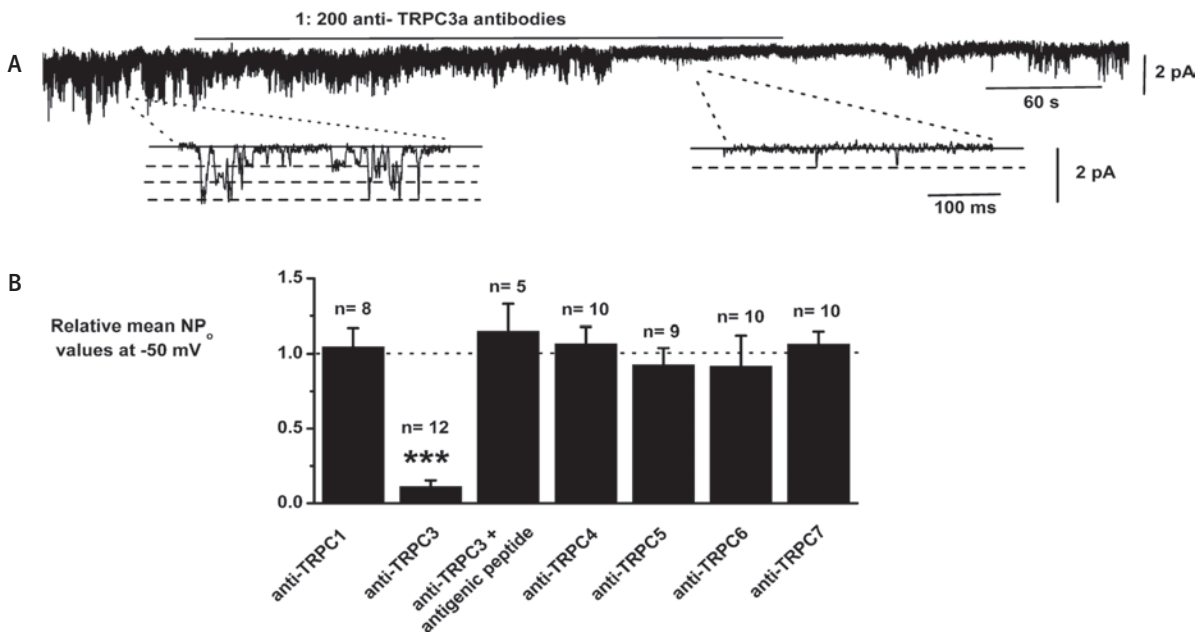 1: 200 anti- TRPC3a antibodies
A
2 pA
60 s
2 pA
100 ms
B
Relative mean NPo
values at -50 mV
1.5
1.0
0.5
0.0
n= 8
n= 12
***
n= 5
n= 10
n= 9
n= 10
n= 10
anti-TRPC1
anti-TRPC3
anti-TRPC3 +
antigenic peptide
anti-TRPC4
anti-TRPC5
anti-TRPC6
anti-TRPC7